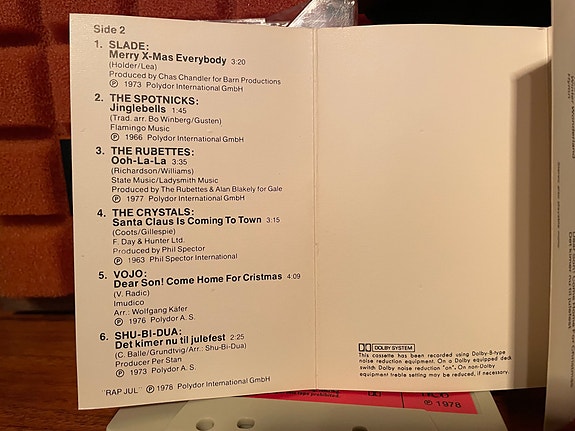 Side 2
1. SLADE:
Merry X-Mas Everybody 3:20
(Holder/Lea)
Produced by Chas Chandler for Barn Productions
Ⓟ 1973 Polydor International GmbH
2. THE SPOTNICKS:
Jinglebells 1:45
(Trad. arr. Bo Winberg/Gusten)
Flamingo Music
Ⓟ 1966 Polydor International GmbH
3. THE RUBETTES:
Ooh-La-La 3:35
(Richardson/Williams)
State Music/Ladysmith Music
Produced by The Rubettes & Alan Blakely for Gale
Ⓟ 1977 Polydor International GmbH
4. THE CRYSTALS:
Santa Claus Is Coming To Town 3:15
(Coots/Gillespie)
F. Day & Hunter Ltd.
Produced by Phil Spector
Ⓟ 1963 Phil Spector International
5. VOJO:
Dear Son! Come Home For Cristmas 4:09
(V. Radic)
Imudico
Arr.: Wolfgang Käfer
Ⓟ 1976 Polydor A. S.
6. SHU-BI-DUA:
Det kimer nu til julefest 2:25
(C. Balle/Grundtvig/Arr.: Shu-Bi-Dua)
Producer Per Stan
Ⓟ 1973 Polydor A. S.
"RAP JUL" Ⓟ 1978 Polydor International GmbH
DOLBY SYSTEM
This cassette has been recorded using Dolby-B-type
noise reduction equipment. On a Dolby equipped deck
switch Dolby noise reduction "on". On non-Dolby
equipment treble setting may be reduced, if necessary.
tape prohibited.
Ⓟ 1978